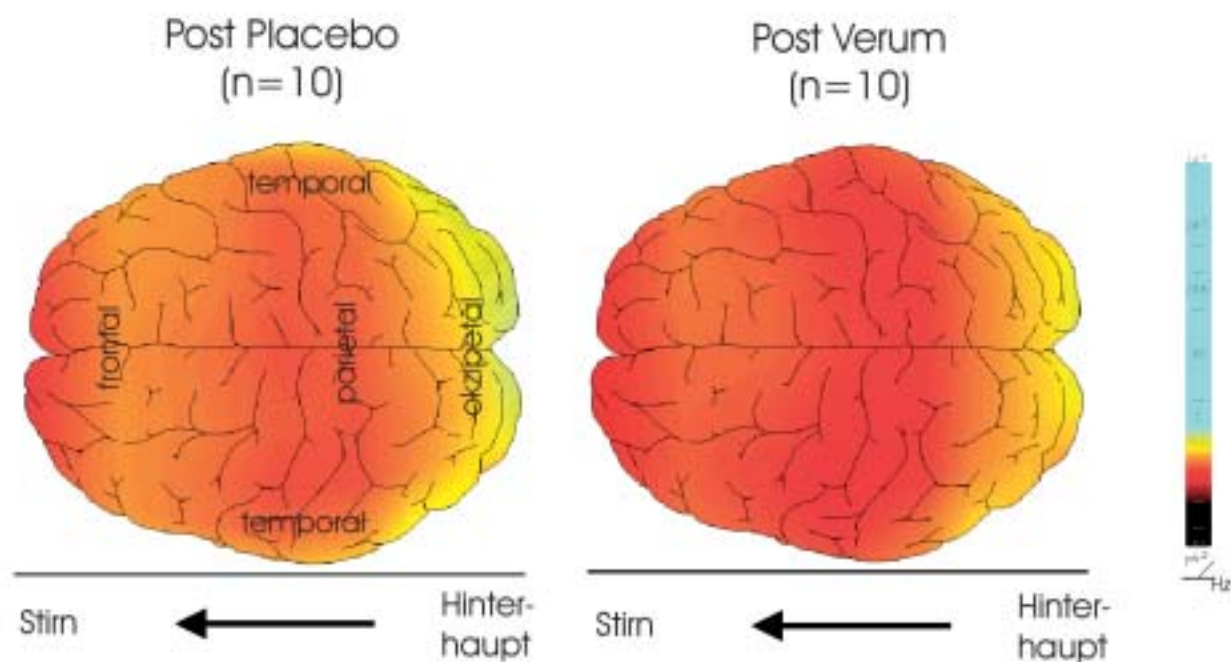 Post Placebo
(n=10)
temporal
frontal
parietal
okzipetal
temporal
Stirn
Hinter-
haupt
Post Verum
(n=10)
Stirn
Hinter-
haupt
Hz